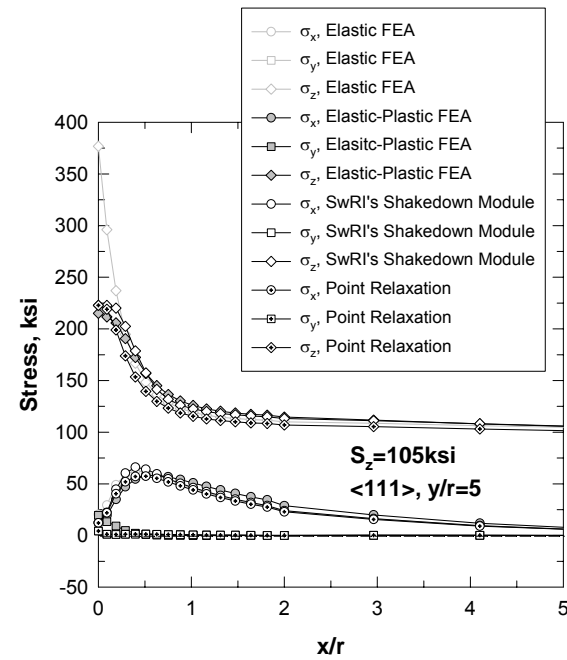 σx, Elastic FEA
σy, Elastic FEA
σz, Elastic FEA
σx, Elastic-Plastic FEA
σy, Elasitc-Plastic FEA
σz, Elastic-Plastic FEA
σx, SwRI's Shakedown Module
σy, SwRI's Shakedown Module
σz, SwRI's Shakedown Module
σx, Point Relaxation
σy, Point Relaxation
σz, Point Relaxation
Stress, ksi
400
350
300
250
200
150
100
50
0
-50
Sz=105ksi
<111>, y/r=5
0 1 2 3 4 5
x/r